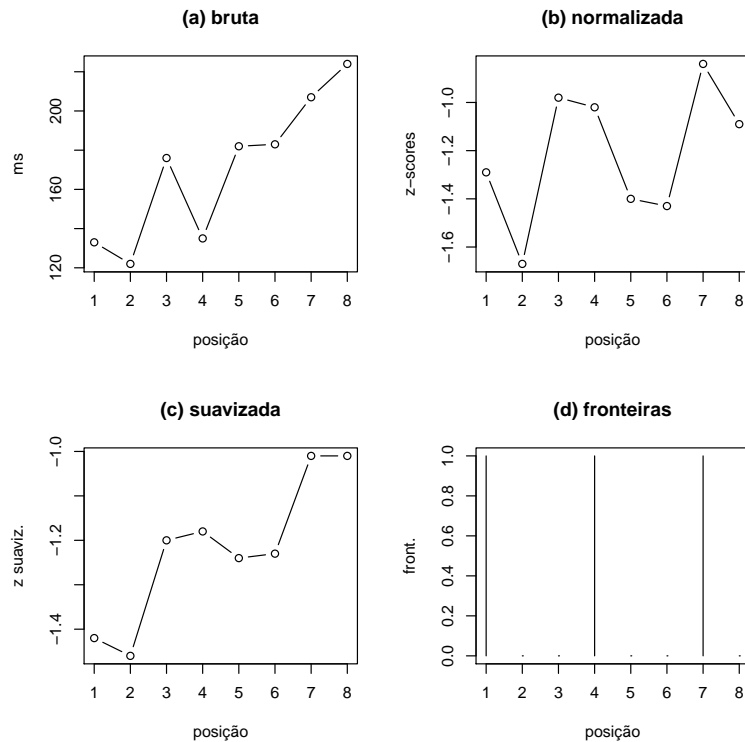 (a) bruta
ms
120
160
200
1 2 3 4 5 6 7 8
posição
(b) normalizada
z−scores
−1.6
−1.4
−1.2
−1.0
1 2 3 4 5 6 7 8
posição
(c) suavizada
z suaviz.
−1.4
−1.2
−1.0
1 2 3 4 5 6 7 8
posição
(d) fronteiras
front.
0.0
0.2
0.4
0.6
0.8
1.0
1 2 3 4 5 6 7 8
posição